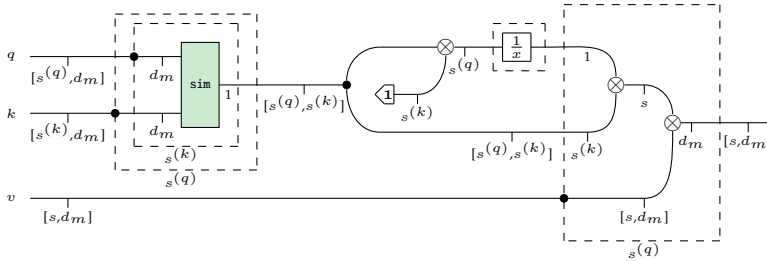 q
[s^(q),d_m]
d_m
k
[s^(k),d_m]
d_m
sim
1
s^(k)
s^(q)
[s^(q),s^(k)]
1
s^(k)
s^(q)
1/x
1
[s^(q),s^(k)]
s^(k)
s
d_m
[s,d_m]
v
[s,d_m]
[s,d_m]
s^(q)